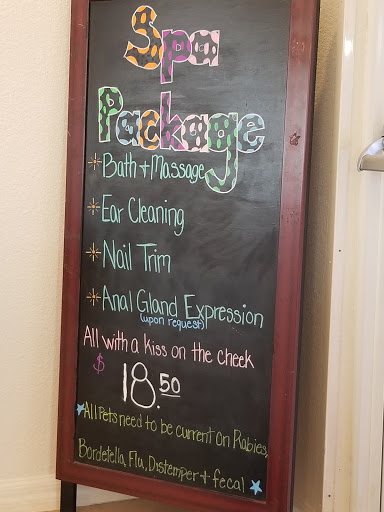 Spa
Package
Bath + Massage
Ear Cleaning
Nail Trim
Anal Gland Expression
(upon request)
All with a kiss on the cheek
$ 18.50
All Pets need to be current on Rabies,
Bordetella, Flu, Distemper + fecal